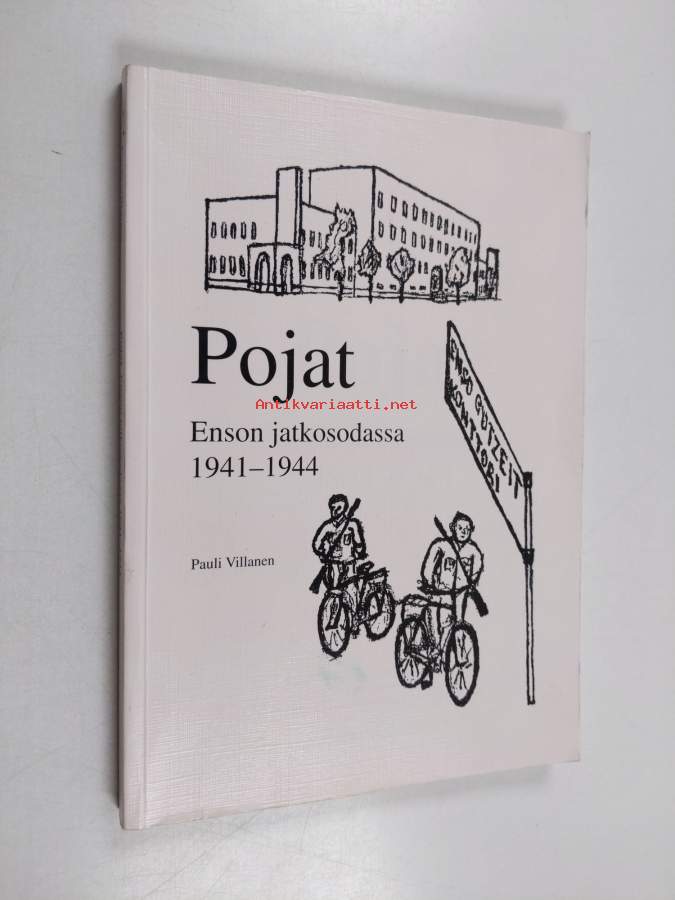 Pojat
Antikvariaatti.net
Enson jatkosodassa
1941–1944
Pauli Villanen
ENSO GUTZEIT
KONTTORI